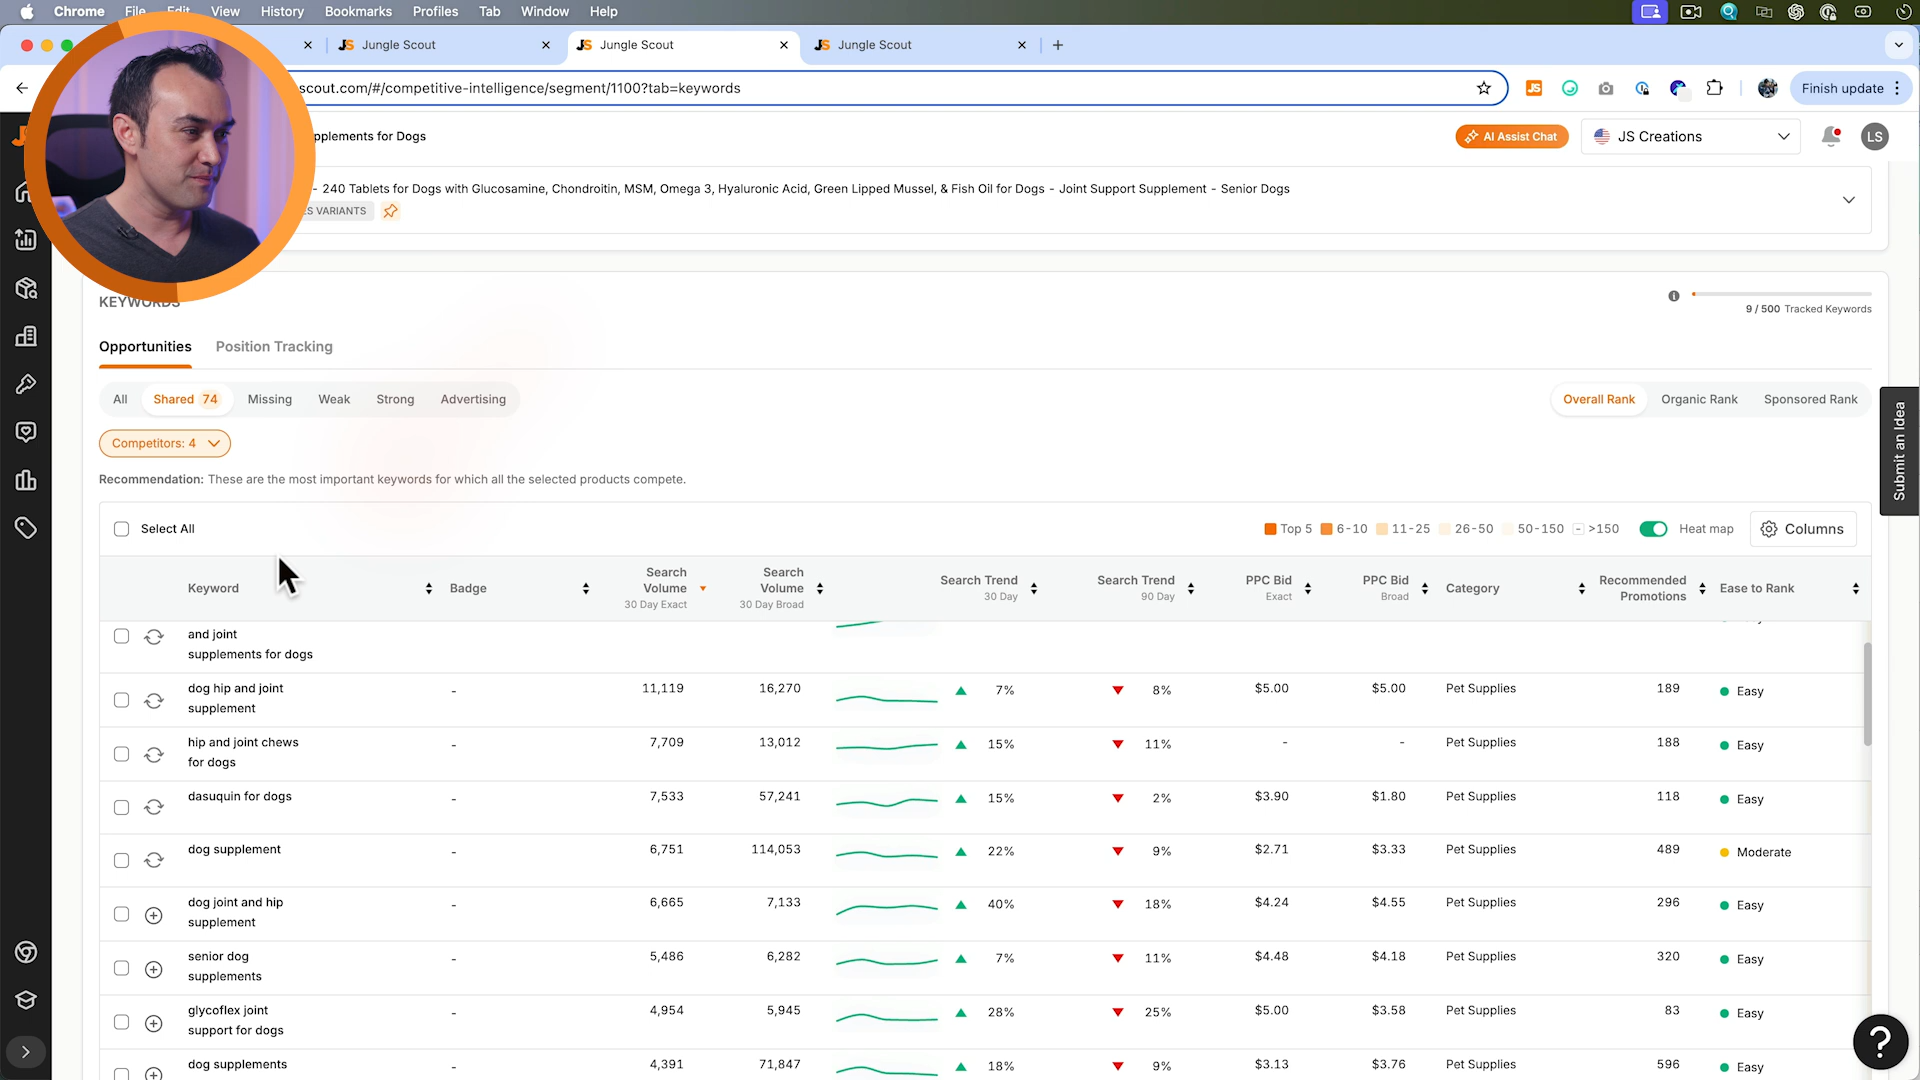 Chrome File Edit View History Bookmarks Profiles Tab Window Help
JS Jungle Scout JS Jungle Scout JS Jungle Scout
scout.com/#/competitive-intelligence/segment/1100?tab=keywords
JS
Finish update
pplements for Dogs
AI Assist Chat
JS Creations
LS
- 240 Tablets for Dogs with Glucosamine, Chondroitin, MSM, Omega 3, Hyaluronic Acid, Green Lipped Mussel, & Fish Oil for Dogs - Joint Support Supplement - Senior Dogs
S VARIANTS
KEYWORDS
9 / 500 Tracked Keywords
Opportunities Position Tracking
All Shared 74 Missing Weak Strong Advertising
Overall Rank Organic Rank Sponsored Rank
Submit an Idea
Competitors: 4
Recommendation: These are the most important keywords for which all the selected products compete.
Select All
Top 5 6-10 11-25 26-50 50-150 - >150 Heat map Columns
Keyword Badge Search Volume 30 Day Exact Search Volume 30 Day Broad Search Trend 30 Day Search Trend 90 Day PPC Bid Exact PPC Bid Broad Category Recommended Promotions Ease to Rank
and joint
supplements for dogs
dog hip and joint - 11,119 16,270 7% 8% $5.00 $5.00 Pet Supplies 189 Easy
supplement
hip and joint chews - 7,709 13,012 15% 11% - - Pet Supplies 188 Easy
for dogs
dasuquin for dogs - 7,533 57,241 15% 2% $3.90 $1.80 Pet Supplies 118 Easy
dog supplement - 6,751 114,053 22% 9% $2.71 $3.33 Pet Supplies 489 Moderate
dog joint and hip - 6,665 7,133 40% 18% $4.24 $4.55 Pet Supplies 296 Easy
supplement
senior dog - 5,486 6,282 7% 11% $4.48 $4.18 Pet Supplies 320 Easy
supplements
glycoflex joint - 4,954 5,945 28% 25% $5.00 $3.58 Pet Supplies 83 Easy
support for dogs
dog supplements - 4,391 71,847 18% 9% $3.13 $3.76 Pet Supplies 596 Easy
?